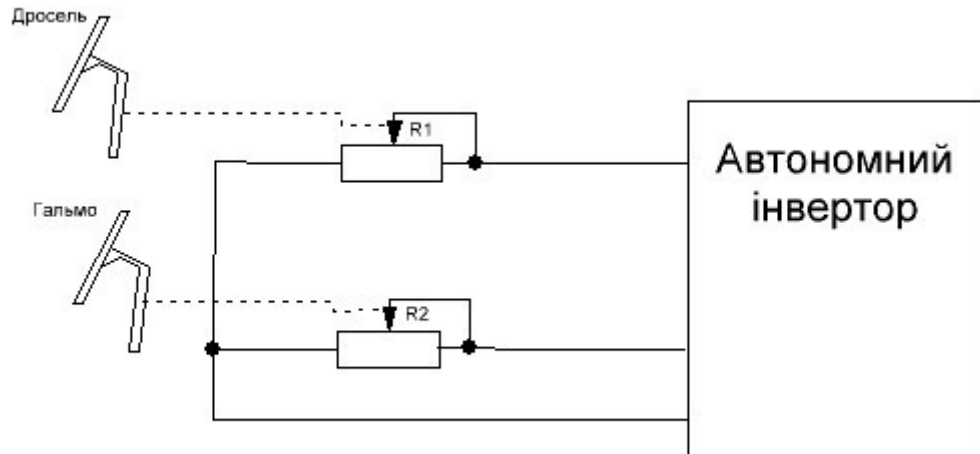 Дросель
R1
Автономний
інвертор
Гальмо
R2